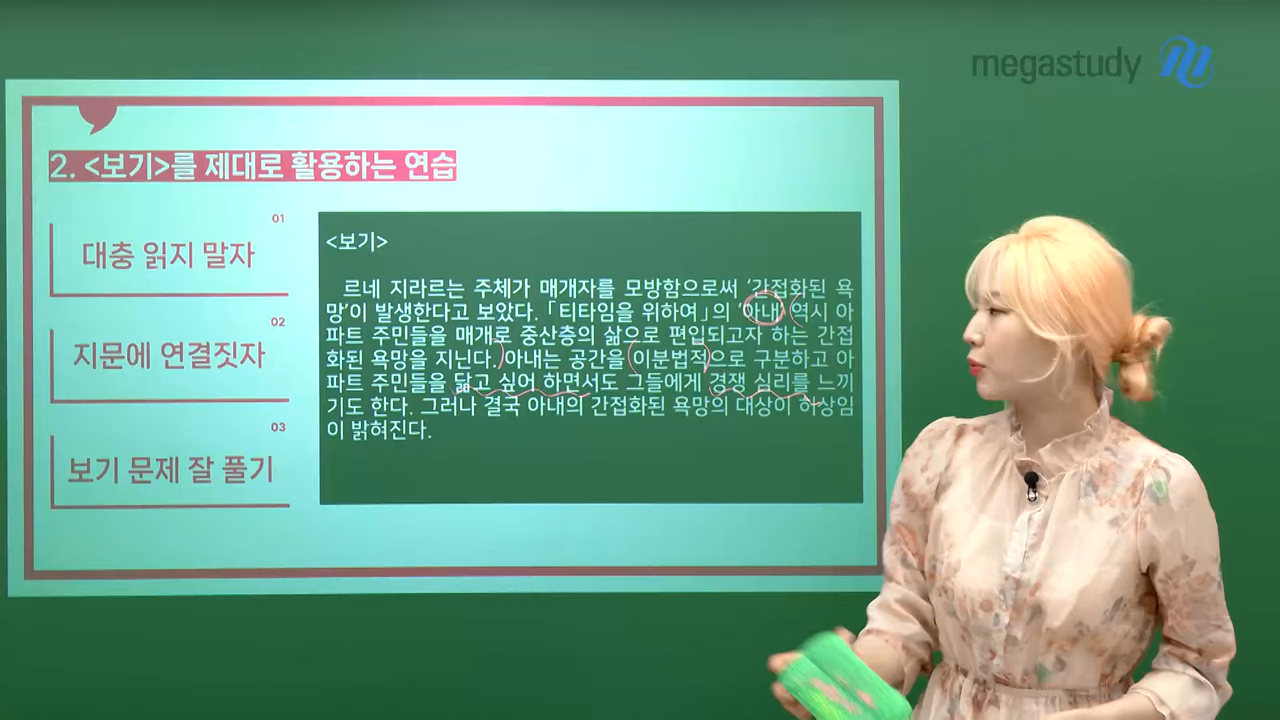 megastudy
2. <보기>를 제대로 활용하는 연습
01
대충 읽지 말자
02
지문에 연결짓자
03
보기 문제 잘 풀기
<보기>
르네 지라르는 주체가 매개자를 모방함으로써 '간접화된 욕
망'이 발생한다고 보았다. 「티타임을 위하여」의 '아내' 역시 아
파트 주민들을 매개로 중산층의 삶으로 편입되고자 하는 간접
화된 욕망을 지닌다. 아내는 공간을 이분법적으로 구분하고 아
파트 주민들을 닮고 싶어 하면서도 그들에게 경쟁 심리를 느끼
기도 한다. 그러나 결국 아내의 간접화된 욕망의 대상이 허상임
이 밝혀진다.